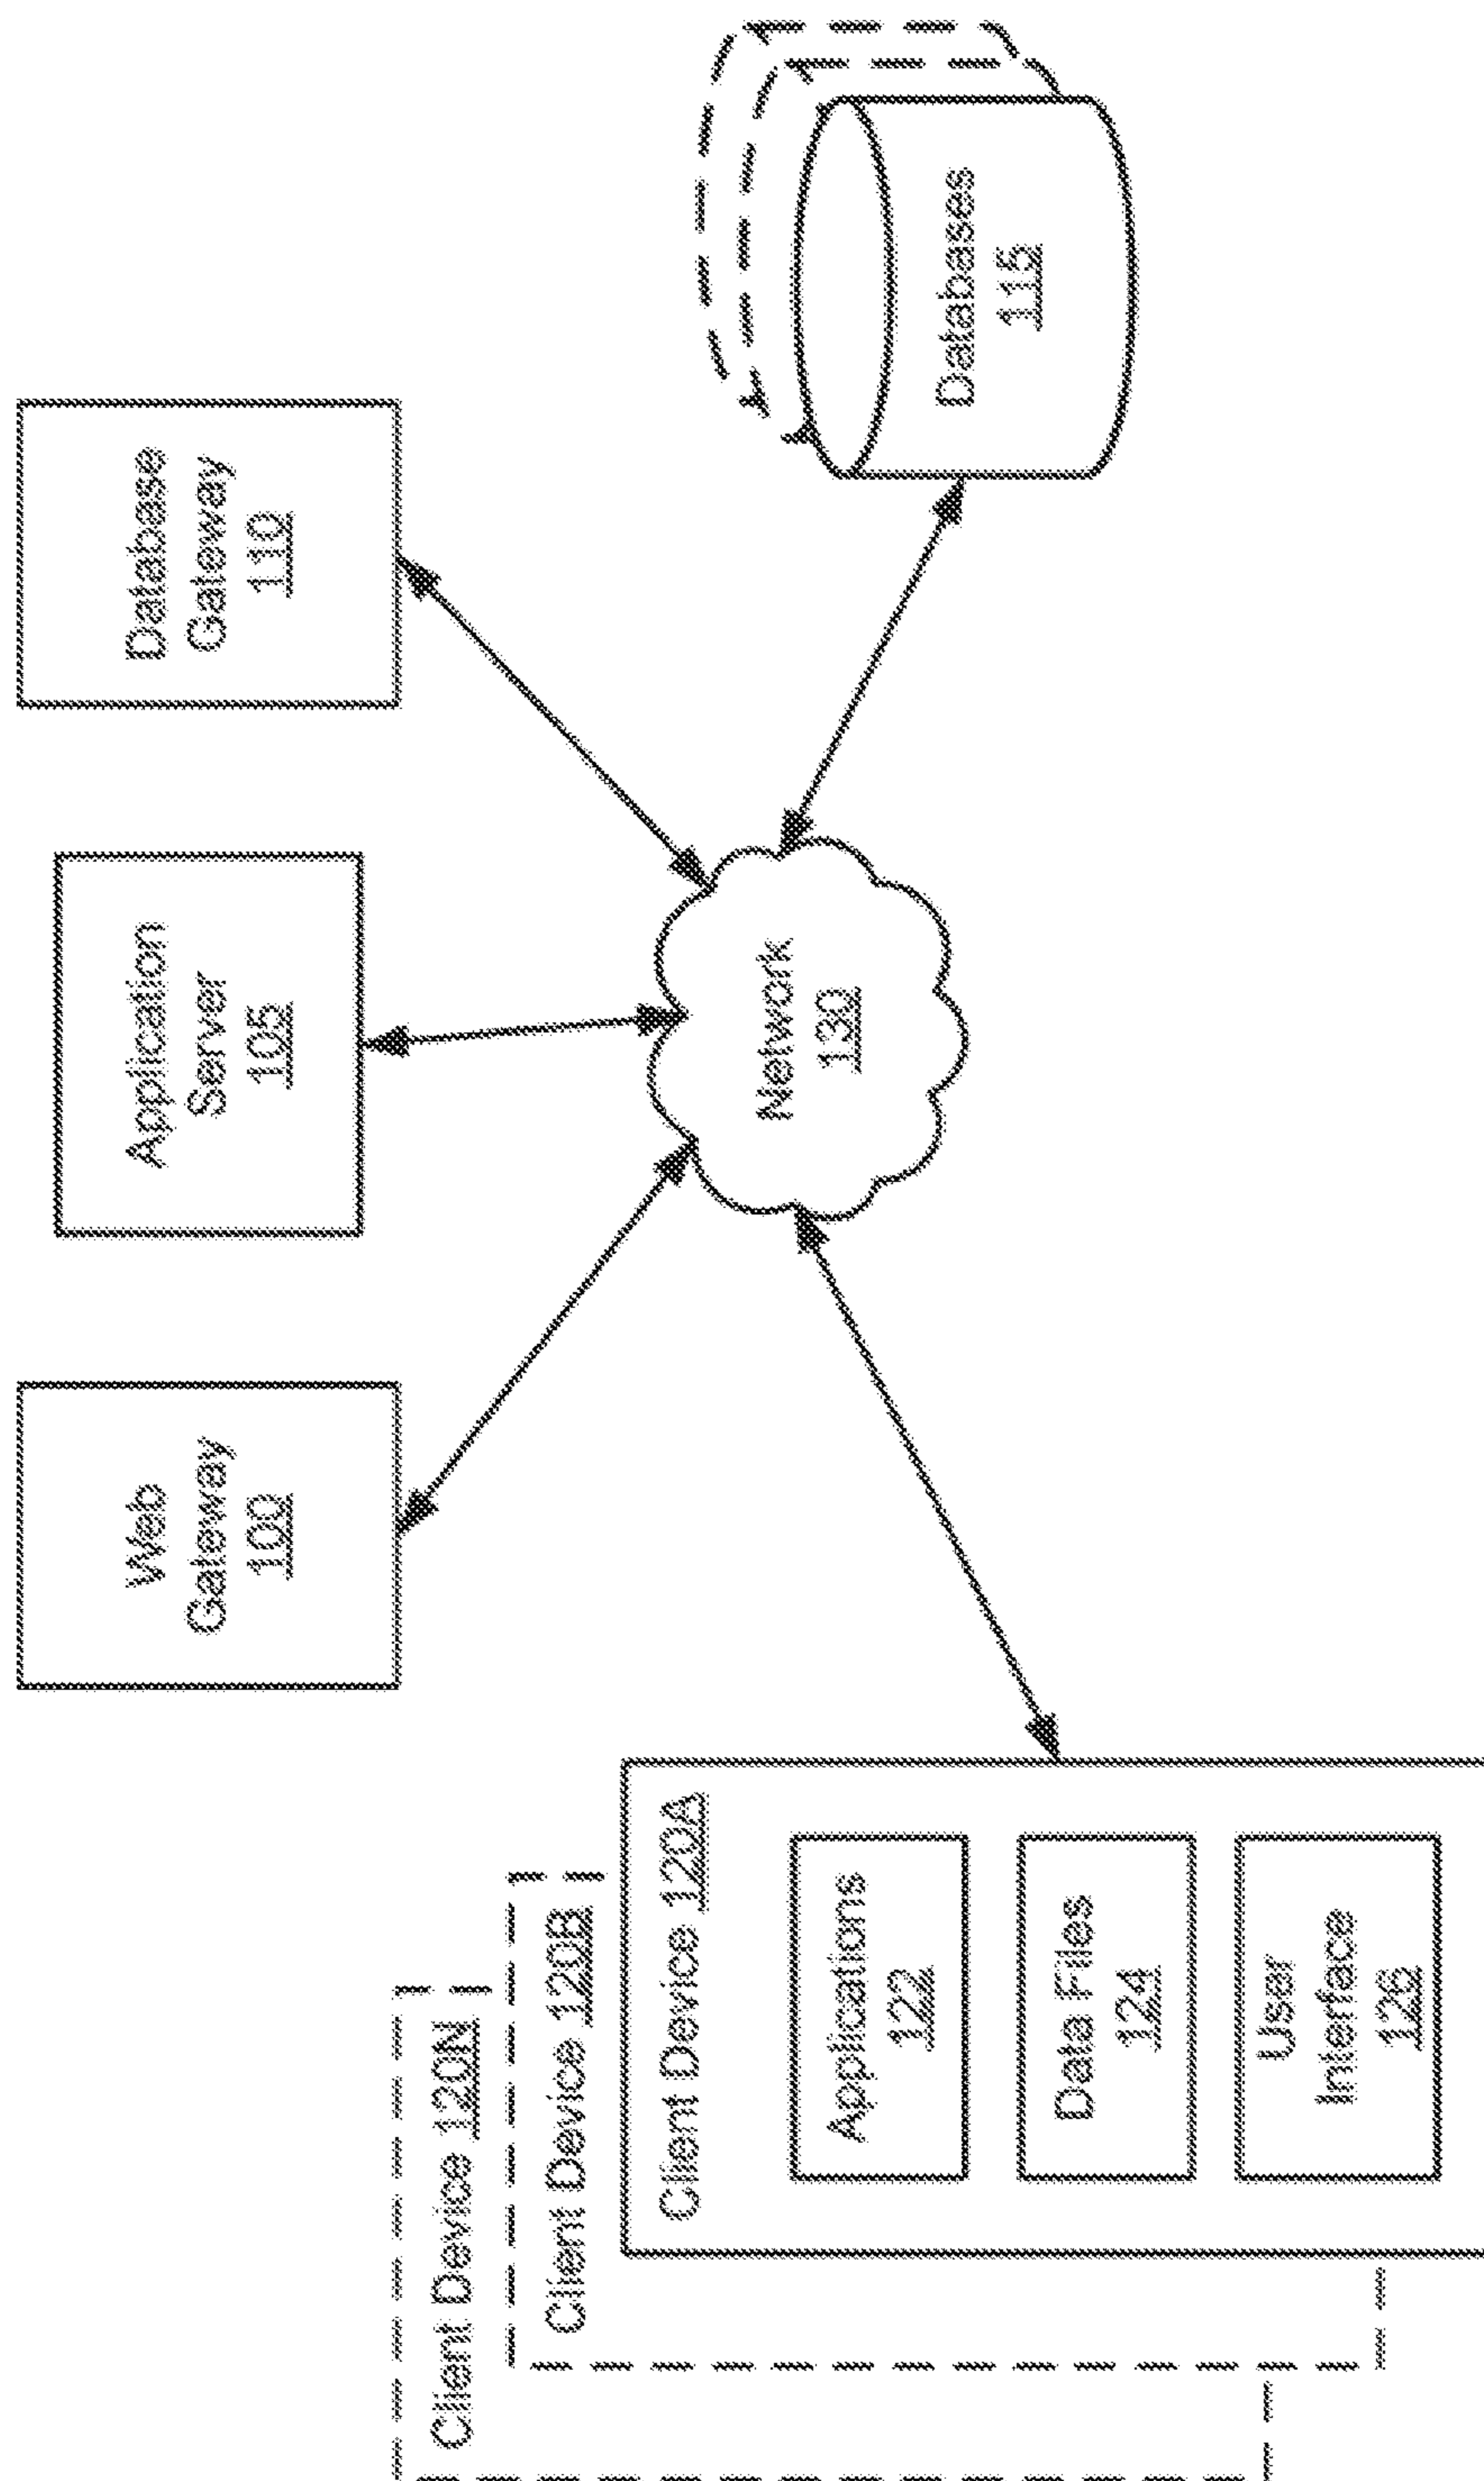 Web
Gateway
100
Application
Server
105
Database
Gateway
110
Client Device 120N
Client Device 120B
Client Device 120A
Applications
122
Data Files
124
User
Interface
126
Network
130
Databases
115